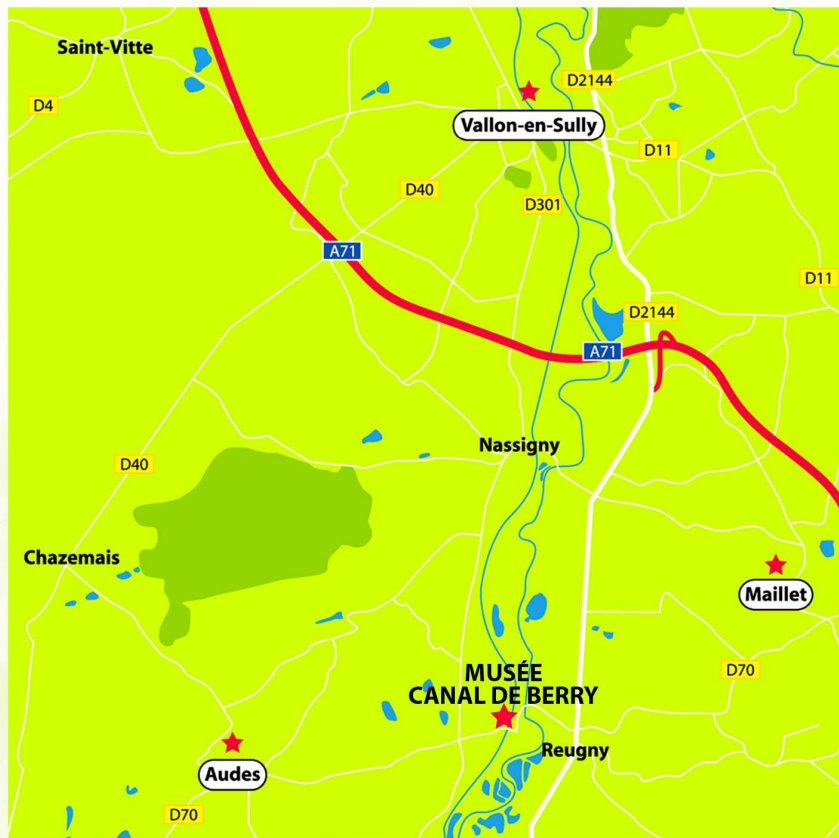 Saint-Vitte
D4
D2144
Vallon-en-Sully
D11
D40
D301
A71
D11
D2144
A71
Nassigny
D40
Chazemais
Maillet
D70
MUSÉE
CANAL DE BERRY
Reugny
Audes
D70